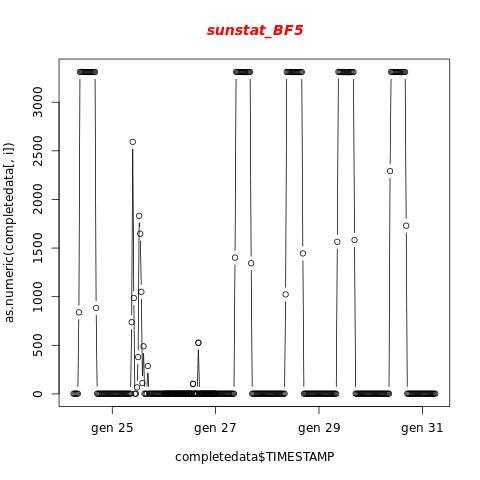 sunstat_BF5
3000
2500
2000
1500
1000
500
0
as.numeric(completedata[, i])
gen 25 gen 27 gen 29 gen 31
completedata$TIMESTAMP